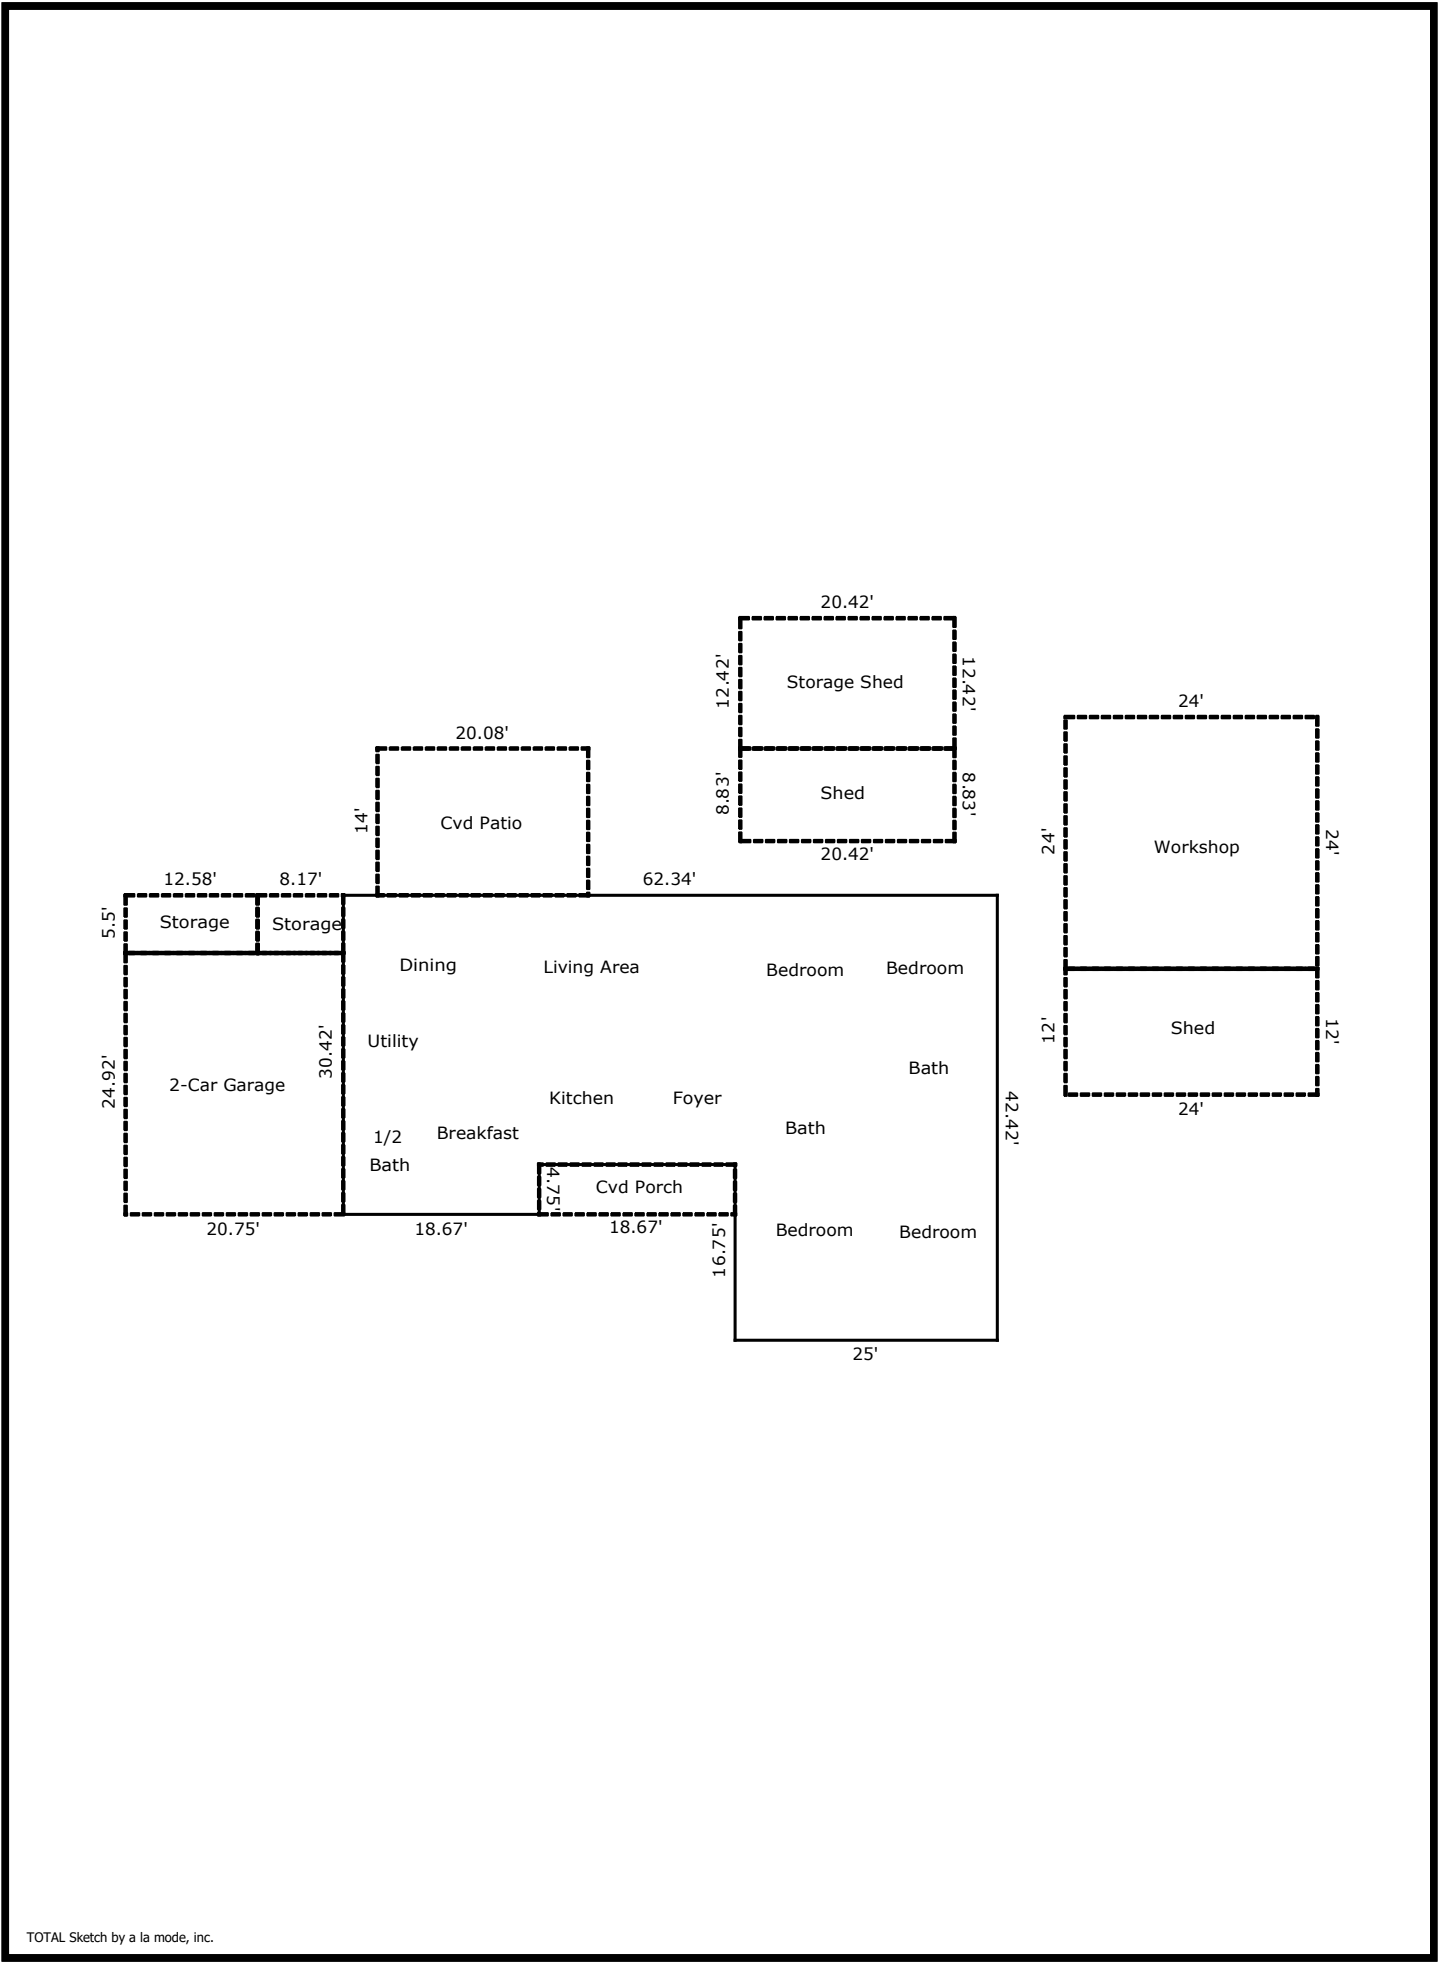 20.42'
12.42'
Storage Shed
12.42'
24'
20.08'
8.83'
Shed
8.83'
14'
Cvd Patio
24'
Workshop
24'
20.42'
12.58'
8.17'
62.34'
5.5'
Storage
Storage
Dining
Living Area
Bedroom
Bedroom
12'
Shed
12'
Utility
30.42'
24.92'
2-Car Garage
Bath
Kitchen
Foyer
42.42'
24'
1/2
Bath
Breakfast
Bath
4.75'
Cvd Porch
20.75'
18.67'
18.67'
16.75'
Bedroom
Bedroom
25'
TOTAL Sketch by a la mode, inc.